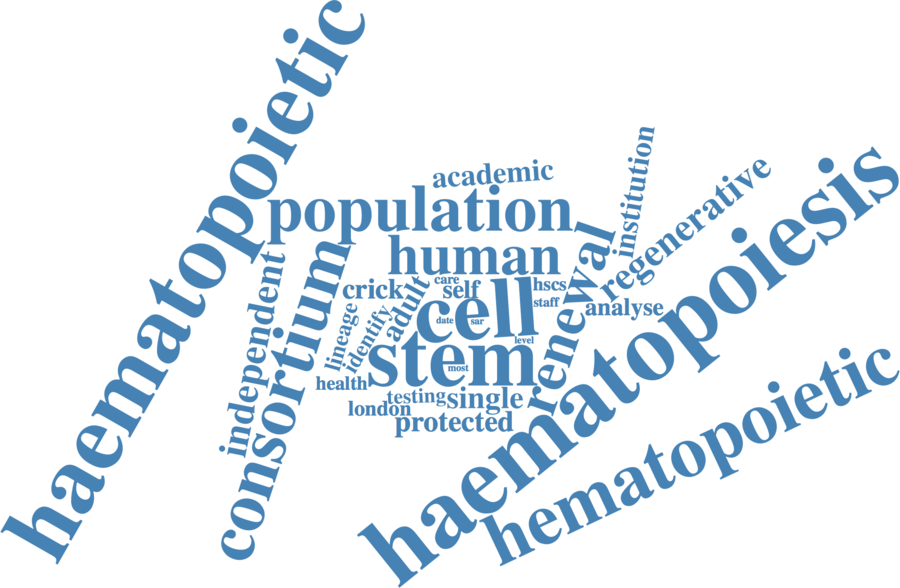 haematopoietic
academic
population
institution
regenerative
haematopoiesis
human
renewal
independent
consortium
crick
care
self
hscs
adult
cell
staff
analyse
lineage
identify
date
sar
level
stem
most
health
testing
single
london
protected
hematopoietic